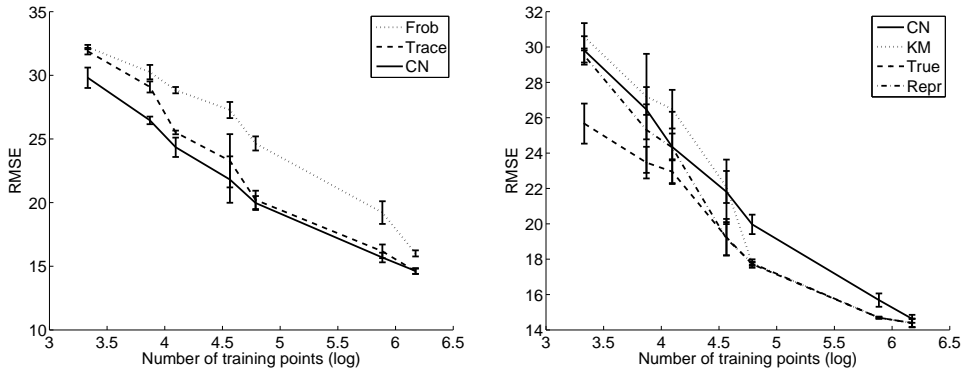 35
30
25
20
15
10
3
3.5
4
4.5
5
5.5
6
6.5
RMSE
Number of training points (log)
Frob
Trace
CN
32
30
28
26
24
22
20
18
16
14
3
3.5
4
4.5
5
5.5
6
6.5
RMSE
Number of training points (log)
CN
KM
True
Repr